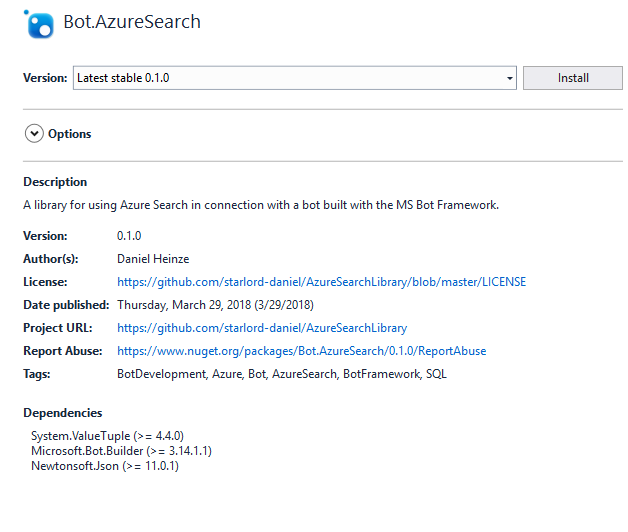 Bot.AzureSearch
Version: Latest stable 0.1.0 Install
Options
Description
A library for using Azure Search in connection with a bot built with the MS Bot Framework.
Version: 0.1.0
Author(s): Daniel Heinze
License: https://github.com/starlord-daniel/AzureSearchLibrary/blob/master/LICENSE
Date published: Thursday, March 29, 2018 (3/29/2018)
Project URL: https://github.com/starlord-daniel/AzureSearchLibrary
Report Abuse: https://www.nuget.org/packages/Bot.AzureSearch/0.1.0/ReportAbuse
Tags: BotDevelopment, Azure, Bot, AzureSearch, BotFramework, SQL
Dependencies
System.ValueTuple (>= 4.4.0)
Microsoft.Bot.Builder (>= 3.14.1.1)
Newtonsoft.Json (>= 11.0.1)